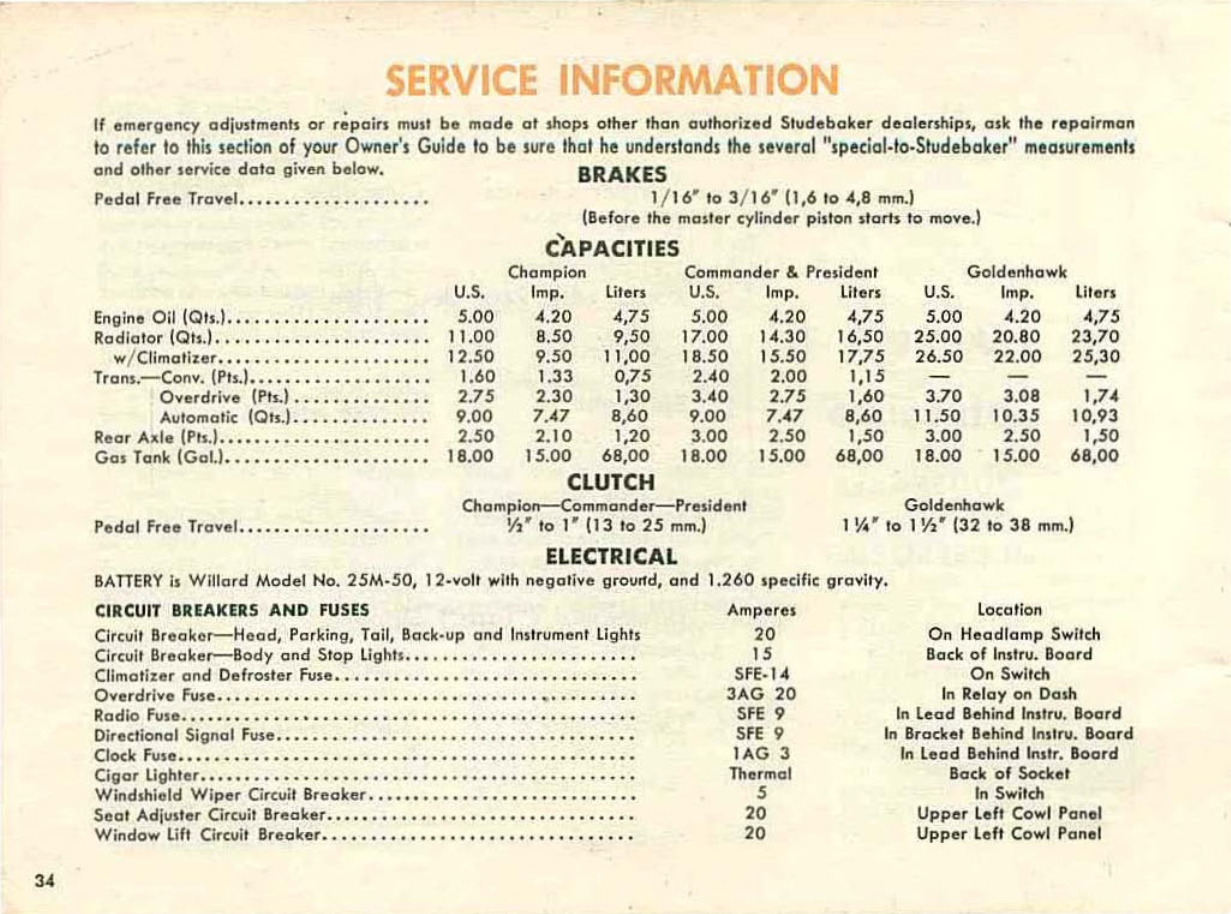 SERVICE INFORMATION
If emergency adjustments or repairs must be made at shops other than authorized Studebaker dealerships, ask the repairman
to refer to this section of your Owner's Guide to be sure that he understands the several "special-to-Studebaker" measurements
and other service data given below.
BRAKES
Pedal Free Travel..................... 1/16" to 3/16" (1,6 to 4,8 mm.)
(Before the master cylinder piston starts to move.)
CAPACITIES
Champion Commander & President Goldenhawk
U.S. Imp. Liters U.S. Imp. Liters U.S. Imp. Liters
Engine Oil (Qts.)...................... 5.00 4.20 4,75 5.00 4.20 4,75 5.00 4.20 4,75
Radiator (Qts.)....................... 11.00 8.50 9,50 17.00 14.30 16,50 25.00 20.80 23,70
w/Climatizer....................... 12.50 9.50 11,00 18.50 15.50 17,75 26.50 22.00 25,30
Trans.—Conv. (Pts.)................... 1.60 1.33 0,75 2.40 2.00 1,15 — — —
Overdrive (Pts.)............... 2.75 2.30 1,30 3.40 2.75 1,60 3.70 3.08 1,74
Automatic (Qts.)............... 9.00 7.47 8,60 9.00 7.47 8,60 11.50 10.35 10,93
Rear Axle (Pts.)....................... 2.50 2.10 1,20 3.00 2.50 1,50 3.00 2.50 1,50
Gas Tank (Gal.)...................... 18.00 15.00 68,00 18.00 15.00 68,00 18.00 15.00 68,00
CLUTCH
Champion—Commander—President Goldenhawk
Pedal Free Travel..................... ½" to 1" (13 to 25 mm.) 1¼" to 1½" (32 to 38 mm.)
ELECTRICAL
BATTERY is Willard Model No. 25M-50, 12-volt with negative ground, and 1.260 specific gravity.
CIRCUIT BREAKERS AND FUSES Amperes Location
Circuit Breaker—Head, Parking, Tail, Back-up and Instrument Lights 20 On Headlamp Switch
Circuit Breaker—Body and Stop Lights.......................... 15 Back of Instru. Board
Climatizer and Defroster Fuse................................. SFE-14 On Switch
Overdrive Fuse.............................................. 3AG 20 In Relay on Dash
Radio Fuse.................................................. SFE 9 In Lead Behind Instru. Board
Directional Signal Fuse....................................... SFE 9 In Bracket Behind Instru. Board
Clock Fuse.................................................. 1AG 3 In Lead Behind Instr. Board
Cigar Lighter................................................ Thermal Back of Socket
Windshield Wiper Circuit Breaker.............................. 5 In Switch
Seat Adjuster Circuit Breaker.................................. 20 Upper Left Cowl Panel
Window Lift Circuit Breaker................................... 20 Upper Left Cowl Panel
34